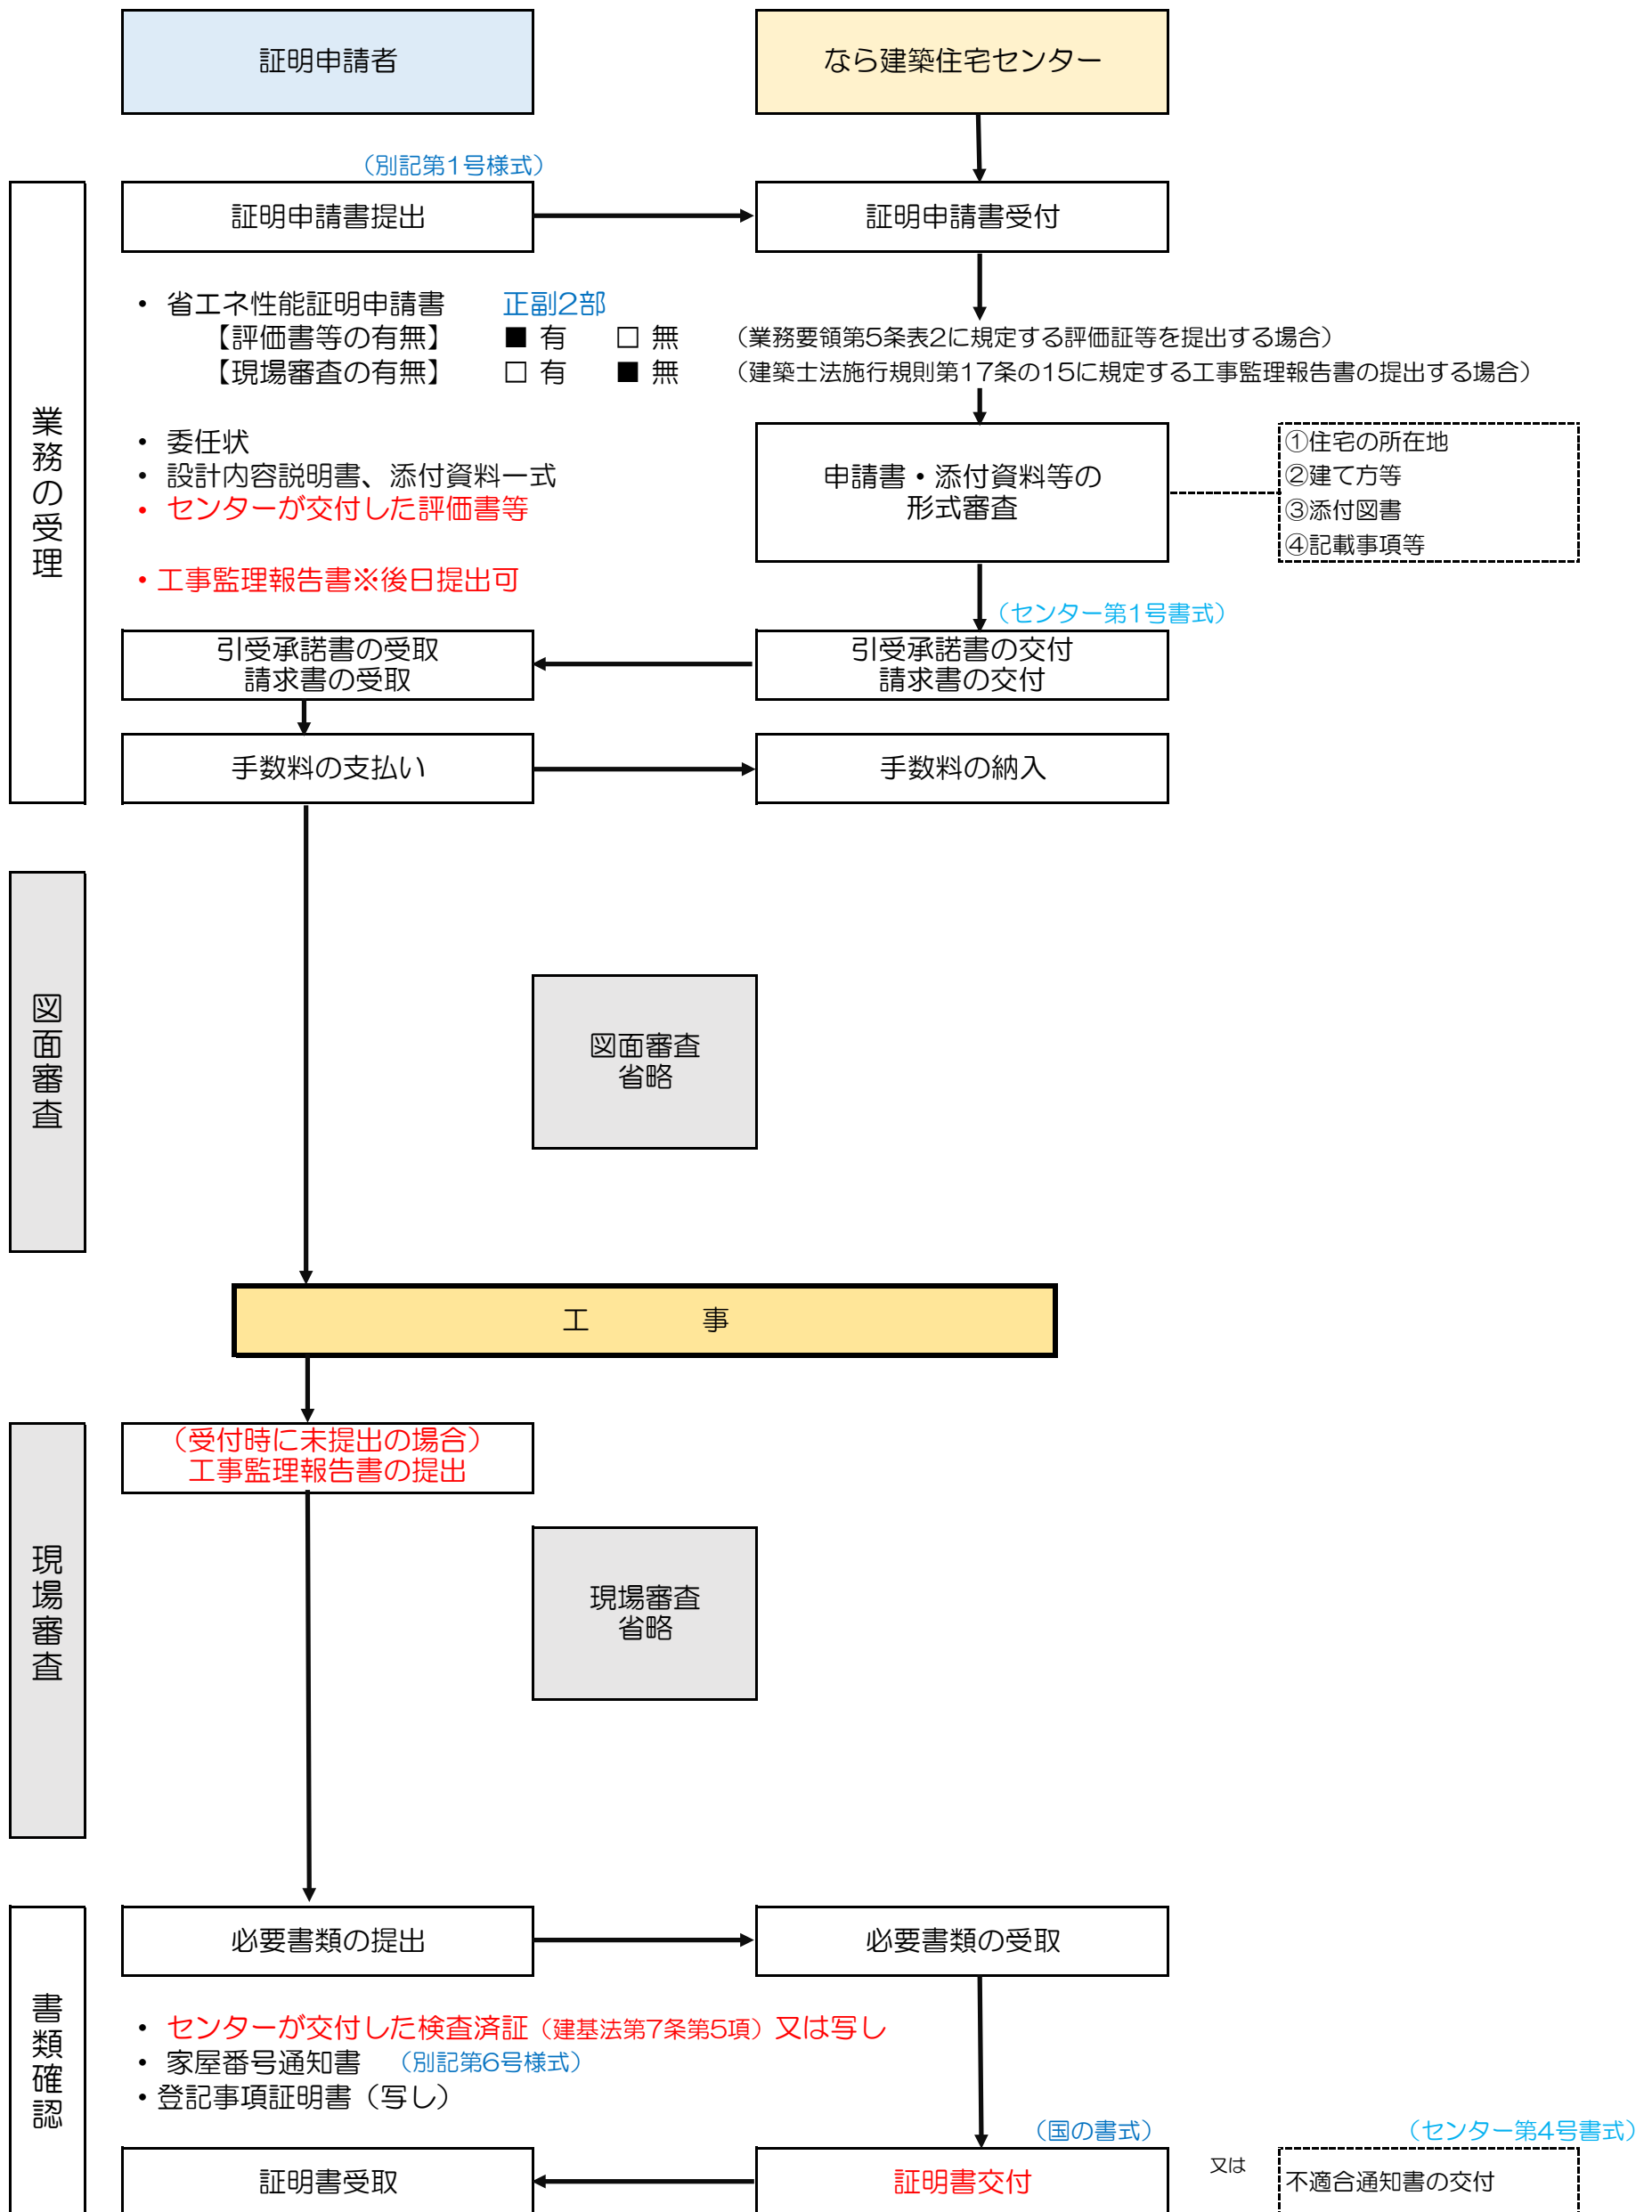 証明申請者
なら建築住宅センター
（別記第1号様式）
業務の受理
証明申請書提出
証明申請書受付
・ 省エネ性能証明申請書 正副2部
【評価書等の有無】 ■ 有 □ 無 （業務要領第5条表2に規定する評価証等を提出する場合）
【現場審査の有無】 □ 有 ■ 無 （建築士法施行規則第17条の15に規定する工事監理報告書の提出する場合）
・ 委任状
・ 設計内容説明書、添付資料一式
・ センターが交付した評価書等
・工事監理報告書※後日提出可
申請書・添付資料等の
形式審査
①住宅の所在地
②建て方等
③添付図書
④記載事項等
（センター第1号書式）
引受承諾書の受取
請求書の受取
引受承諾書の交付
請求書の交付
手数料の支払い
手数料の納入
図面審査
図面審査
省略
工 事
現場審査
（受付時に未提出の場合）
工事監理報告書の提出
現場審査
省略
書類確認
必要書類の提出
必要書類の受取
・ センターが交付した検査済証（建基法第7条第5項）又は写し
・ 家屋番号通知書 （別記第6号様式）
・登記事項証明書（写し）
（国の書式）
（センター第4号書式）
証明書受取
証明書交付
又は
不適合通知書の交付